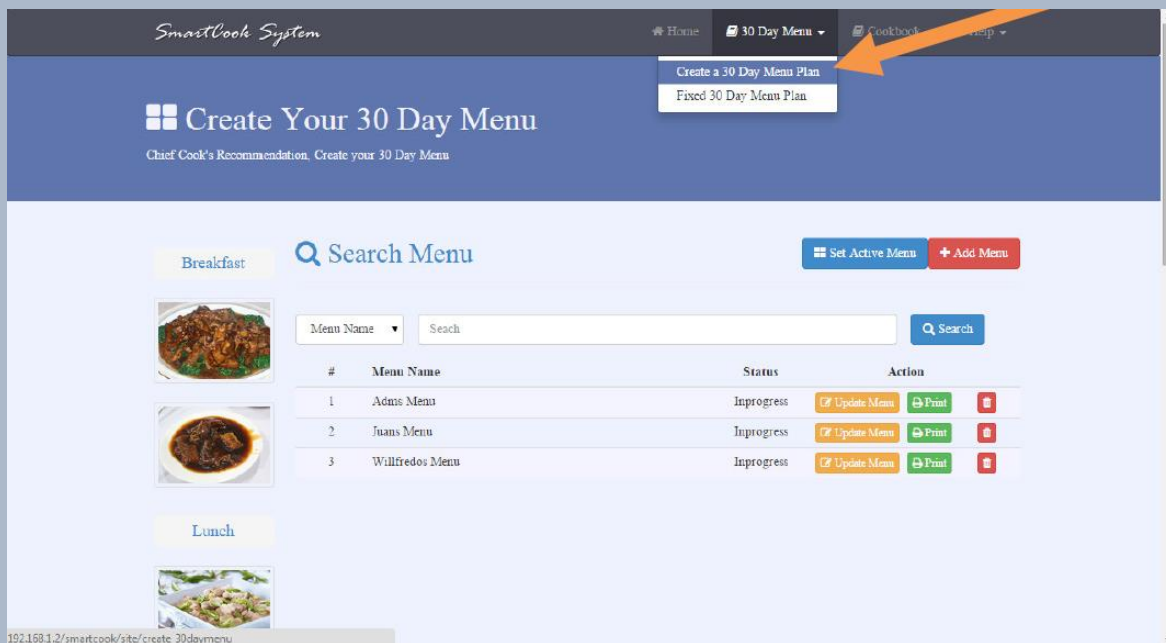 SmartCook System
Home 30 Day Menu Cookbook Help
Create a 30 Day Menu Plan
Fixed 30 Day Menu Plan
Create Your 30 Day Menu
Chief Cook's Recommendation, Create your 30 Day Menu
Breakfast
Search Menu
Set Active Menu
Add Menu
Menu Name
Seach
Search
# Menu Name Status Action
1 Adms Menu Inprogress Update Menu Print
2 Juans Menu Inprogress Update Menu Print
3 Willfredos Menu Inprogress Update Menu Print
Lunch
192.168.1.2/smartcook/site/create_30daymenu